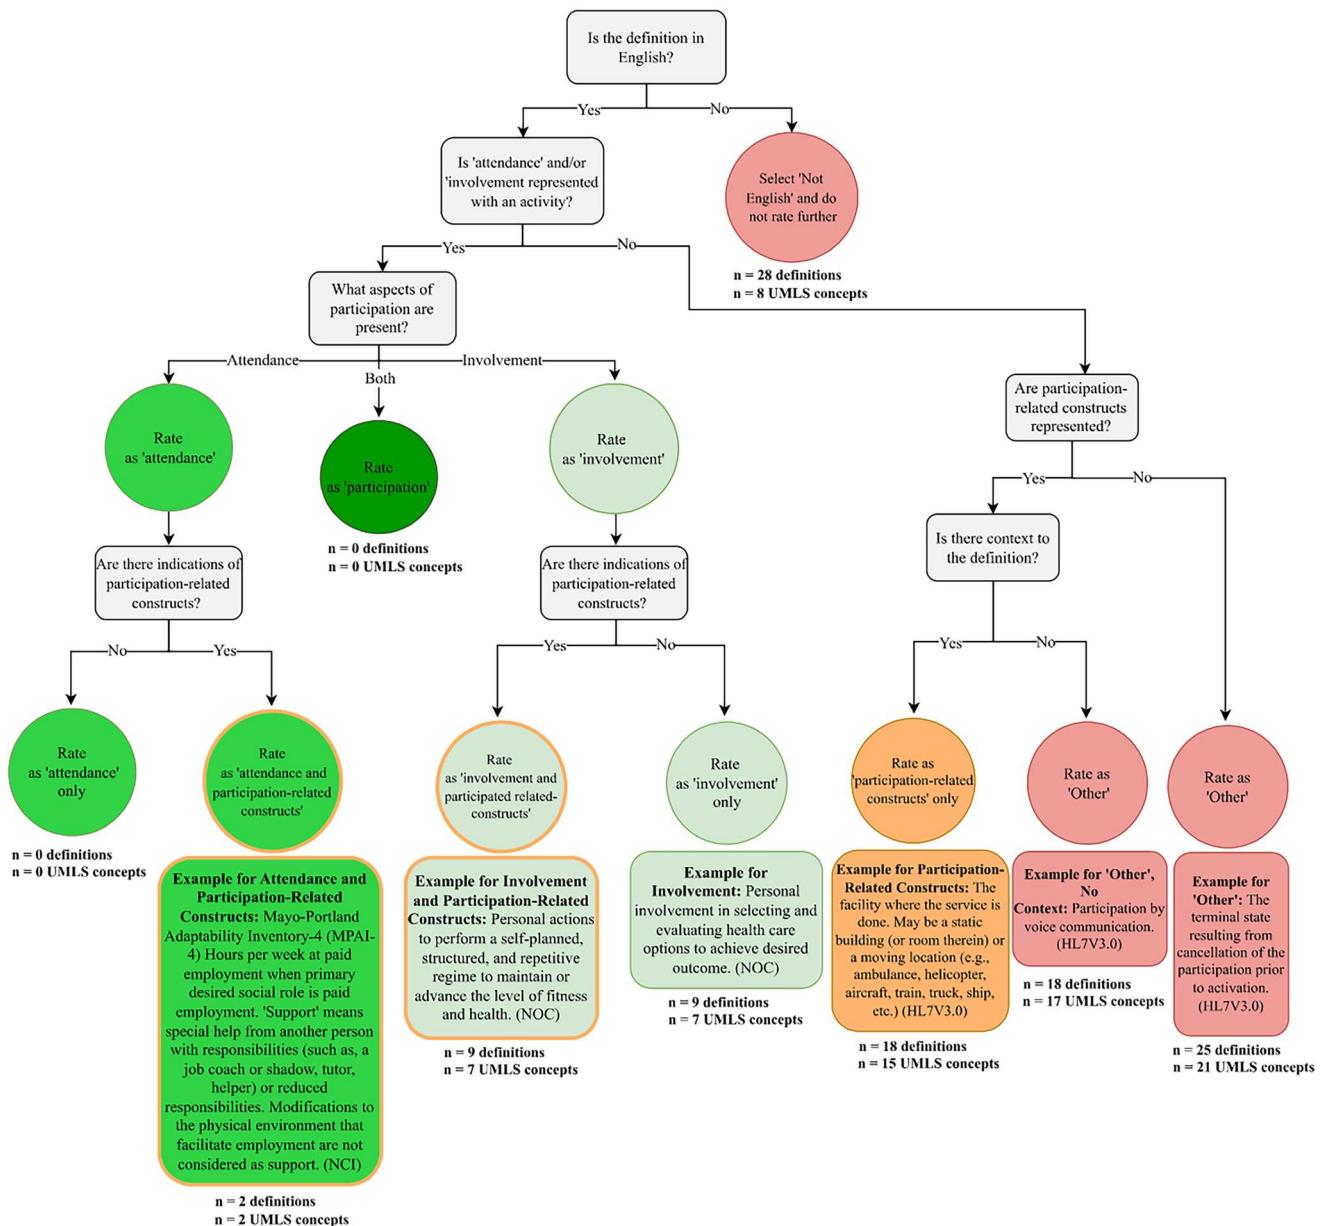 Is the definition in
English?
Yes
No
Is 'attendance' and/or
'involvement represented
with an activity?
Select 'Not
English' and do
not rate further
n = 28 definitions
n = 8 UMLS concepts
Yes
No
What aspects of
participation are
present?
Attendance
Both
Involvement
Are participation-
related constructs
represented?
Rate
as 'attendance'
Rate
as 'participation'
n = 0 definitions
n = 0 UMLS concepts
Rate
as 'involvement'
Yes
No
Is there context to
the definition?
Are there indications of
participation-related
constructs?
Are there indications of
participation-related
constructs?
No
Yes
Yes
No
Yes
No
Rate
as 'attendance'
only
n = 0 definitions
n = 0 UMLS concepts
Rate
as 'attendance and
participation-related
constructs'
Rate
as 'involvement and
participated related-
constructs'
Rate
as 'involvement'
only
Rate
as 'participation-related
constructs' only
Rate as
'Other'
Rate as
'Other'
Example for Attendance and
Participation-Related
Constructs: Mayo-Portland
Adaptability Inventory-4 (MPAI-
4) Hours per week at paid
employment when primary
desired social role is paid
employment. 'Support' means
special help from another person
with responsibilities (such as, a
job coach or shadow, tutor,
helper) or reduced
responsibilities. Modifications to
the physical environment that
facilitate employment are not
considered as support. (NCI)
n = 2 definitions
n = 2 UMLS concepts
Example for Involvement
and Participation-Related
Constructs: Personal actions
to perform a self-planned,
structured, and repetitive
regime to maintain or
advance the level of fitness
and health. (NOC)
n = 9 definitions
n = 7 UMLS concepts
Example for
Involvement: Personal
involvement in selecting and
evaluating health care
options to achieve desired
outcome. (NOC)
n = 9 definitions
n = 7 UMLS concepts
Example for Participation-
Related Constructs: The
facility where the service is
done. May be a static
building (or room therein) or
a moving location (e.g.,
ambulance, helicopter,
aircraft, train, truck, ship,
etc.) (HL7V3.0)
n = 18 definitions
n = 15 UMLS concepts
Example for 'Other',
No
Context: Participation by
voice communication.
(HL7V3.0)
n = 18 definitions
n = 17 UMLS concepts
Example for
'Other': The
terminal state
resulting from
cancellation of the
participation prior
to activation.
(HL7V3.0)
n = 25 definitions
n = 21 UMLS concepts